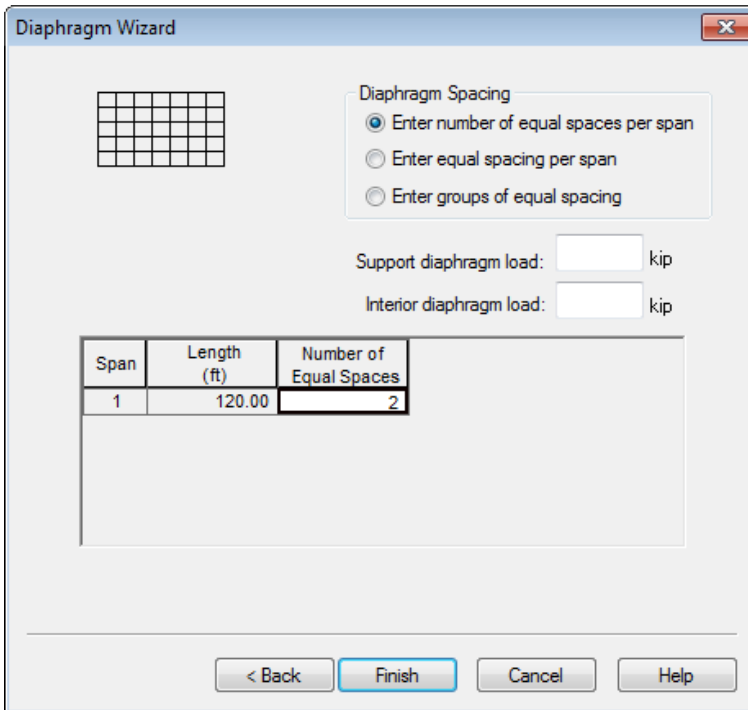 Diaphragm Wizard
Diaphragm Spacing
Enter number of equal spaces per span
Enter equal spacing per span
Enter groups of equal spacing
Support diaphragm load: kip
Interior diaphragm load: kip
Span Length (ft) Number of Equal Spaces
1 120.00 2
< Back Finish Cancel Help